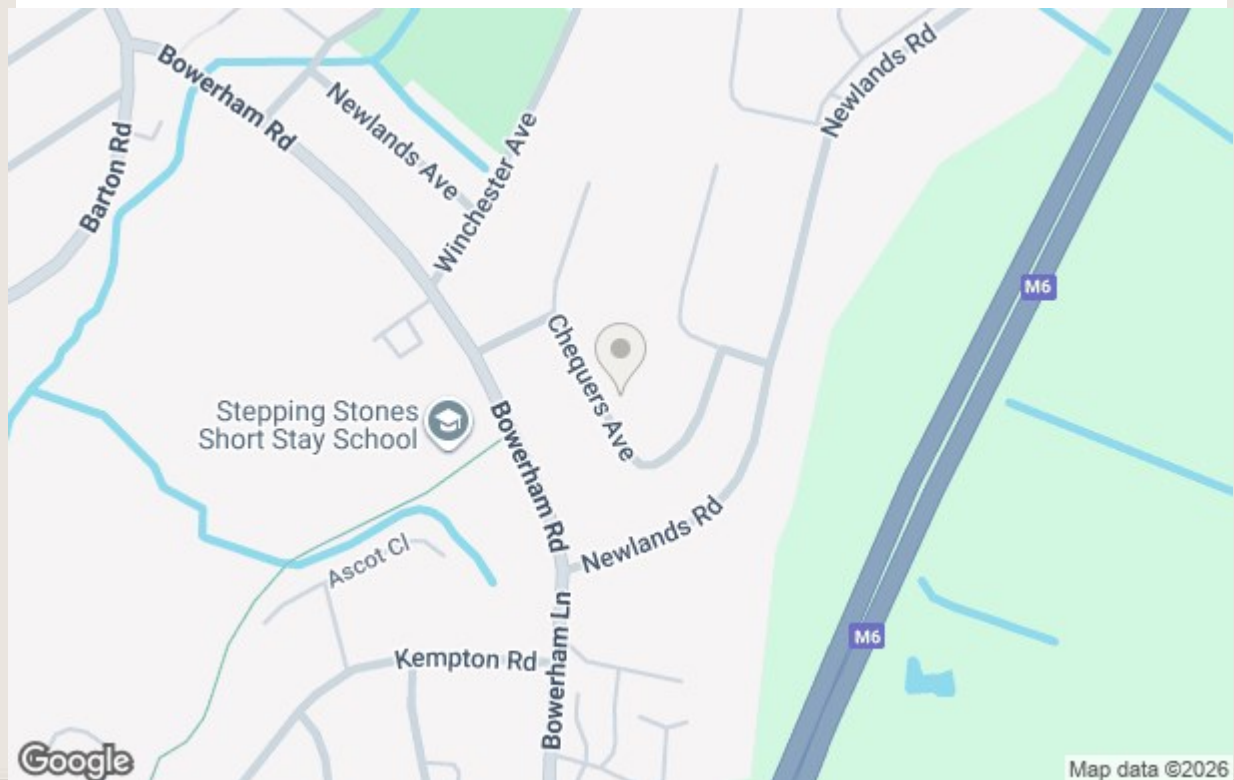 Bowerham Rd
Newlands Ave
Winchester Ave
Newlands Rd
Barton Rd
M6
Chequers Ave
Stepping Stones
Short Stay School
Bowerham Rd
Newlands Rd
Ascot Cl
Bowerham Ln
M6
Kempton Rd
Google
Map data ©2026